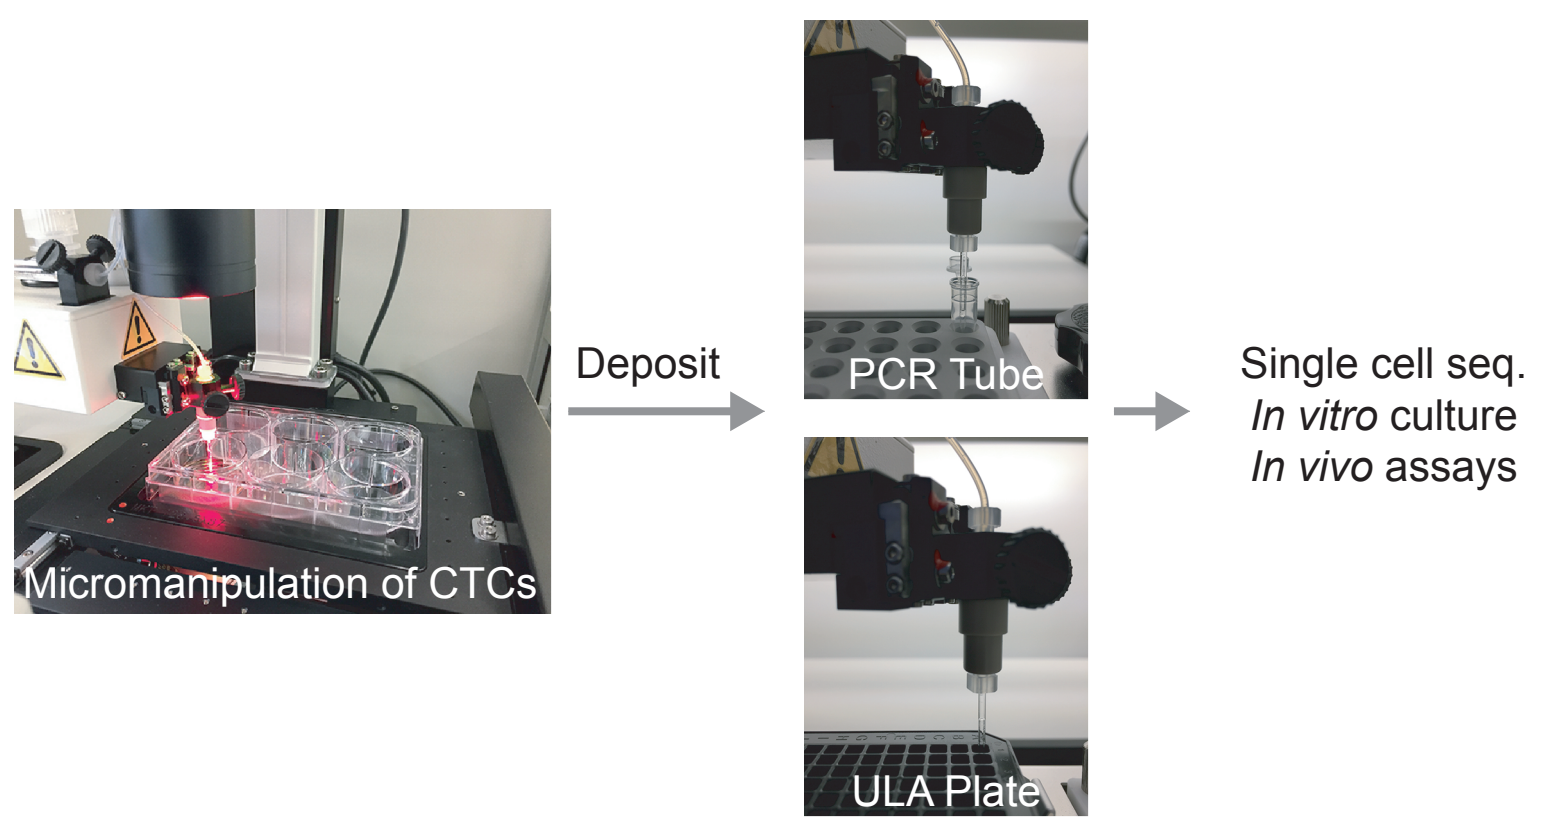 Micromanipulation of CTCs
Deposit
PCR Tube
ULA Plate
Single cell seq.
In vitro culture
In vivo assays